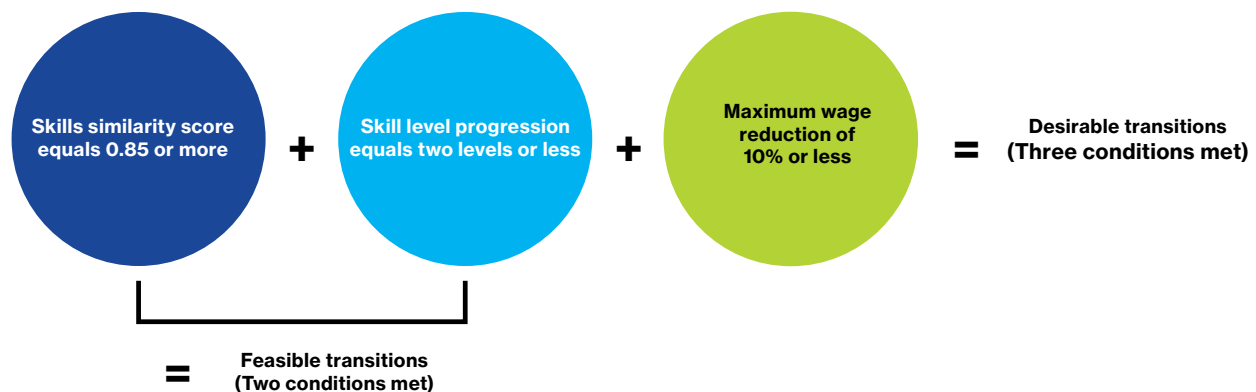 Skills similarity score
equals 0.85 or more
+
Skill level progression
equals two levels or less
+
Maximum wage
reduction of
10% or less
=
Desirable transitions
(Three conditions met)
=
Feasible transitions
(Two conditions met)